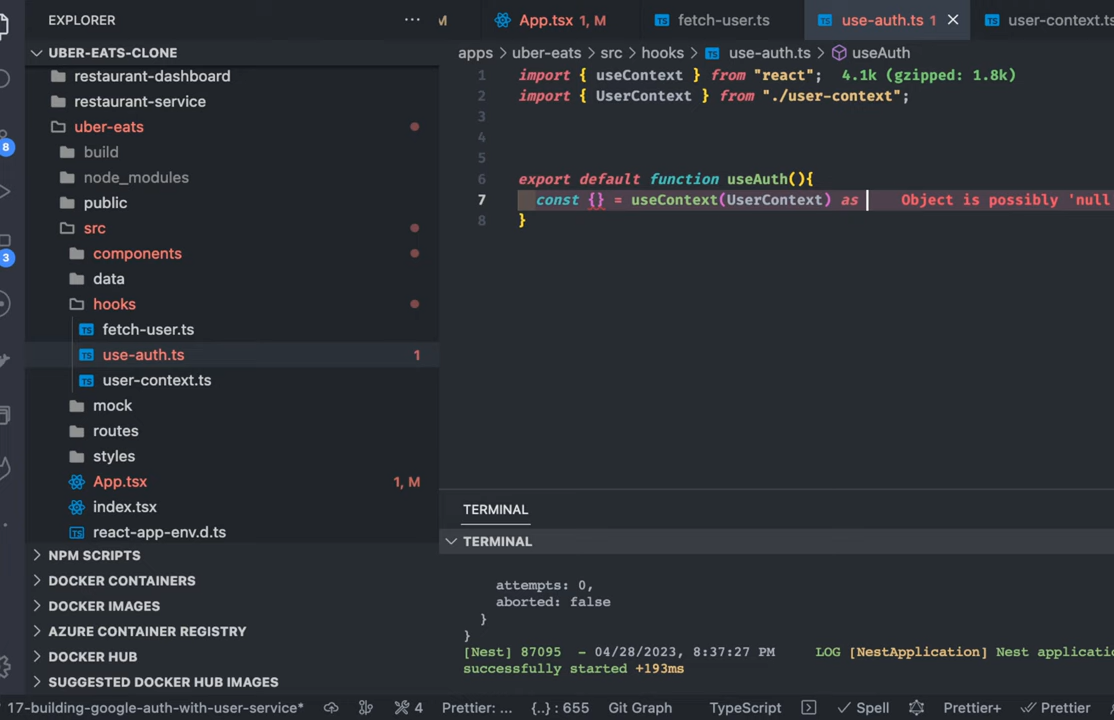 EXPLORER
UBER-EATS-CLONE
restaurant-dashboard
restaurant-service
uber-eats
build
node_modules
public
src
components
data
hooks
fetch-user.ts
use-auth.ts 1
user-context.ts
mock
routes
styles
App.tsx 1, M
index.tsx
react-app-env.d.ts
NPM SCRIPTS
DOCKER CONTAINERS
DOCKER IMAGES
AZURE CONTAINER REGISTRY
DOCKER HUB
SUGGESTED DOCKER HUB IMAGES
8
3
M App.tsx 1, M fetch-user.ts use-auth.ts 1 user-context.ts
apps uber-eats src hooks use-auth.ts useAuth
1 import { useContext } from "react"; 4.1k (gzipped: 1.8k)
2 import { UserContext } from "./user-context";
3
4
5
6 export default function useAuth(){
7 const {} = useContext(UserContext) as Object is possibly 'null
8 }
TERMINAL
TERMINAL
attempts: 0,
aborted: false
}
}
[Nest] 87095 - 04/28/2023, 8:37:27 PM LOG [NestApplication] Nest applicatio
successfully started +193ms
17-building-google-auth-with-user-service* 4 Prettier: ... {..} : 655 Git Graph TypeScript Spell Prettier+ Prettier